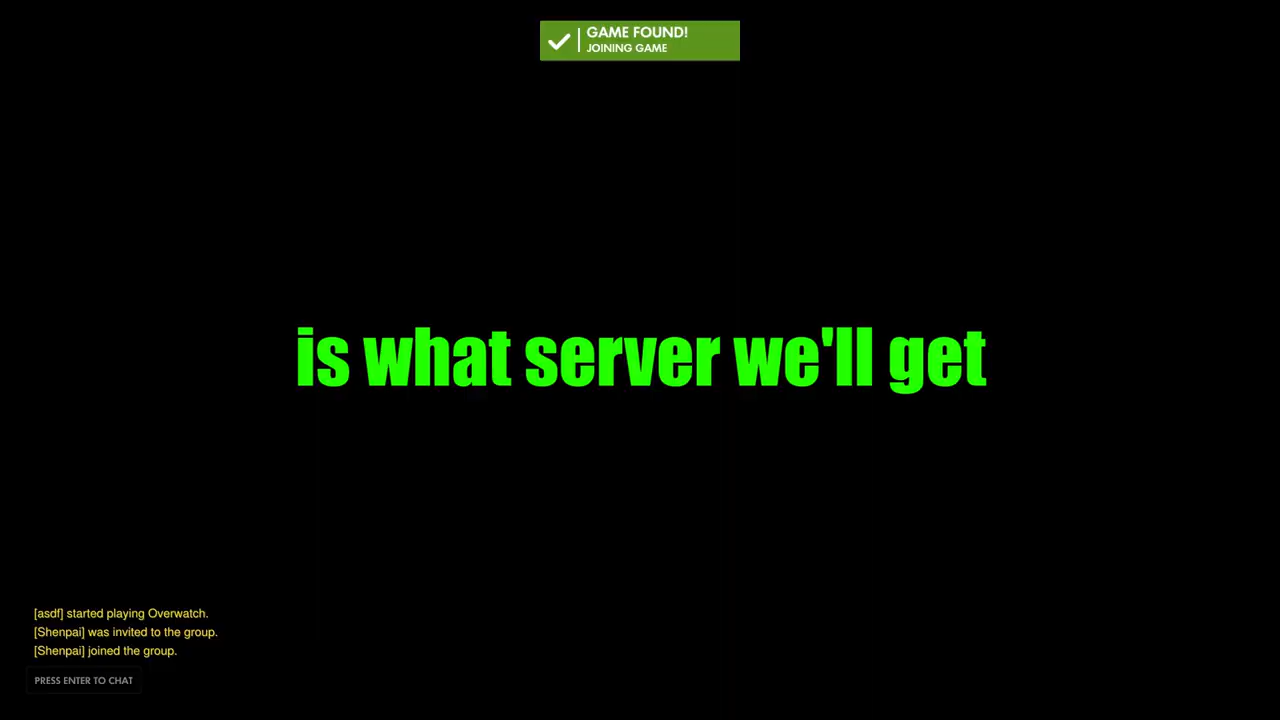 GAME FOUND!
JOINING GAME
is what server we'll get
[asdf] started playing Overwatch.
[Shenpai] was invited to the group.
[Shenpai] joined the group.
PRESS ENTER TO CHAT